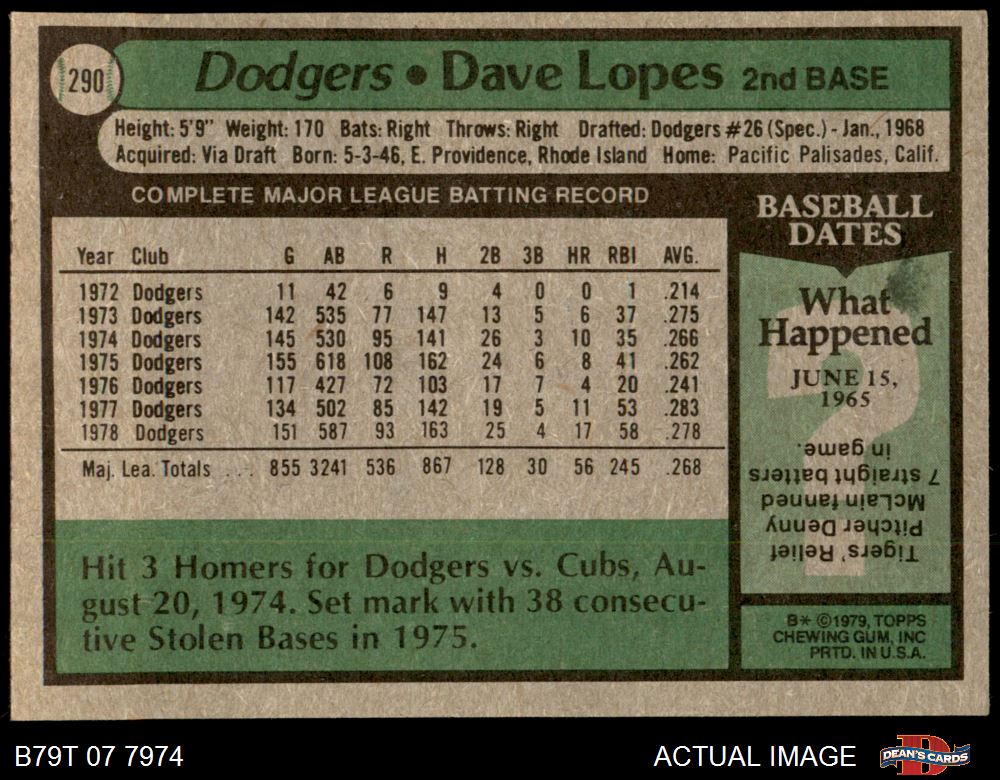 290
Dodgers • Dave Lopes 2nd BASE
Height: 5'9" Weight: 170 Bats: Right Throws: Right Drafted: Dodgers #26 (Spec.) - Jan., 1968
Acquired: Via Draft Born: 5-3-46, E. Providence, Rhode Island Home: Pacific Palisades, Calif.
COMPLETE MAJOR LEAGUE BATTING RECORD
Year Club G AB R H 2B 3B HR RBI AVG.
1972 Dodgers 11 42 6 9 4 0 0 1 .214
1973 Dodgers 142 535 77 147 13 5 6 37 .275
1974 Dodgers 145 530 95 141 26 3 10 35 .266
1975 Dodgers 155 618 108 162 24 6 8 41 .262
1976 Dodgers 117 427 72 103 17 7 4 20 .241
1977 Dodgers 134 502 85 142 19 5 11 53 .283
1978 Dodgers 151 587 93 163 25 4 17 58 .278
Maj. Lea. Totals . . . 855 3241 536 867 128 30 56 245 .268
Hit 3 Homers for Dodgers vs. Cubs, Au-
gust 20, 1974. Set mark with 38 consecu-
tive Stolen Bases in 1975.
BASEBALL
DATES
What
Happened
JUNE 15,
1965
Tigers' Relief
Pitcher Denny
McLain fanned
7 straight batters
in game.
B* ©1979, TOPPS
CHEWING GUM, INC
PRTD. IN U.S.A.
B79T 07 7974
ACTUAL IMAGE
DEAN'S CARDS